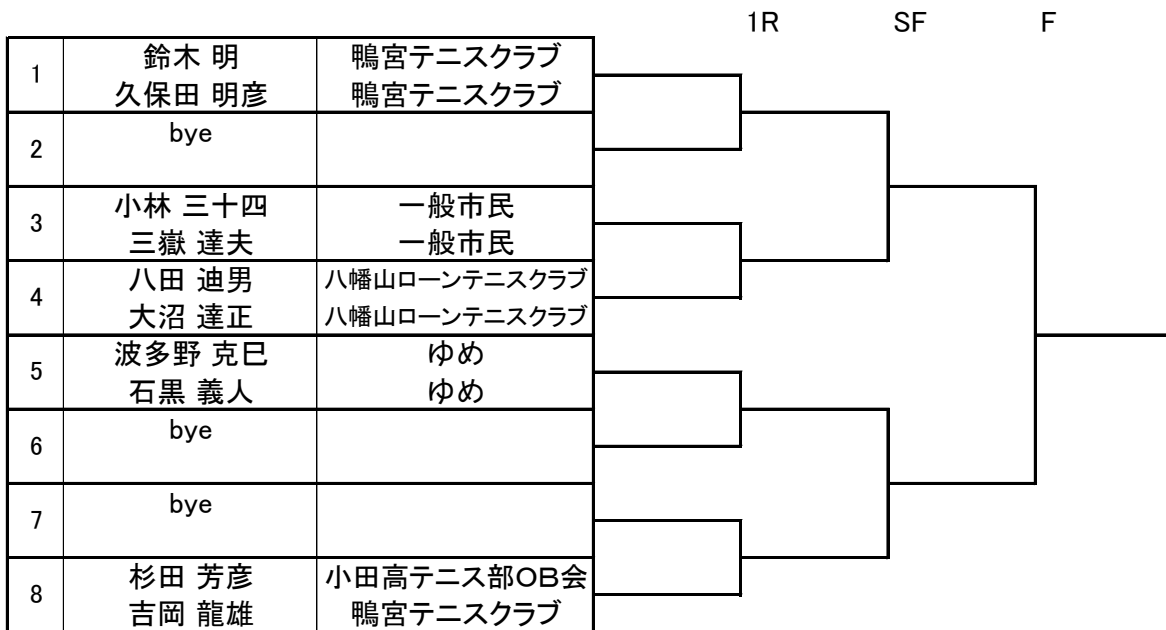 1R SF F
1 鈴木 明 鴨宮テニスクラブ
久保田 明彦 鴨宮テニスクラブ
2 bye
3 小林 三十四 一般市民
三嶽 達夫 一般市民
4 八田 迪男 八幡山ローンテニスクラブ
大沼 達正 八幡山ローンテニスクラブ
5 波多野 克巳 ゆめ
石黒 義人 ゆめ
6 bye
7 bye
8 杉田 芳彦 小田高テニス部OB会
吉岡 龍雄 鴨宮テニスクラブ